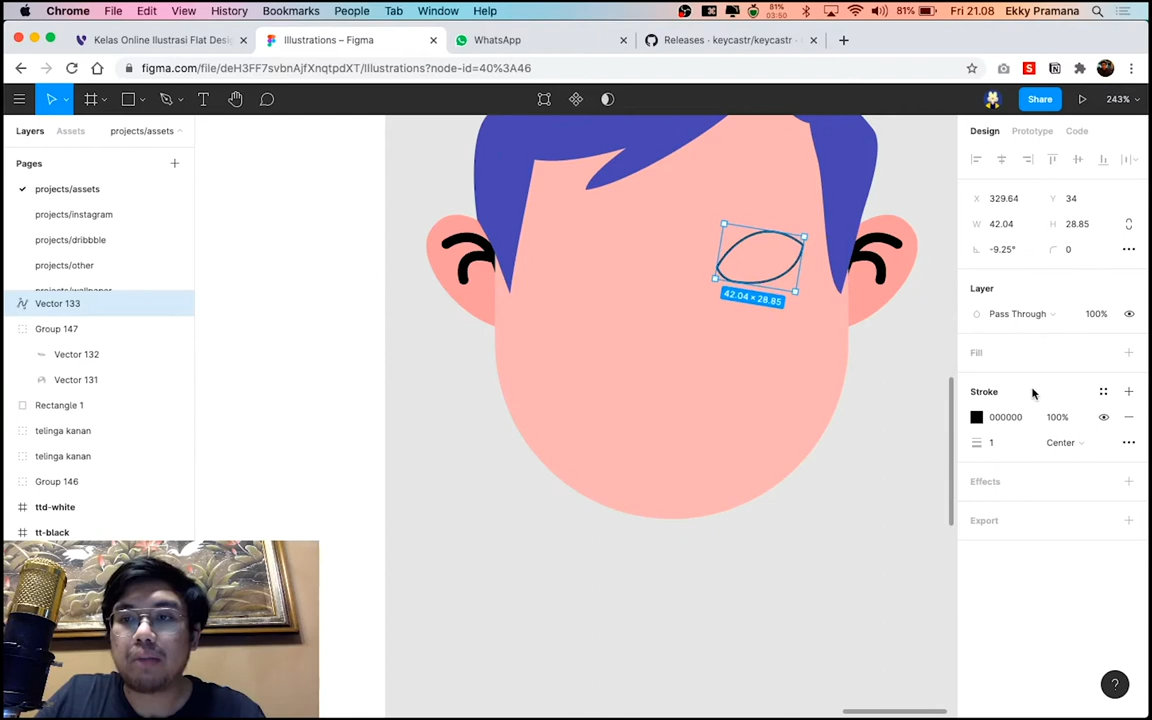 Chrome File Edit View History Bookmarks People Tab Window Help 81% 03:50 81% Fri 21.08 Ekky Pramana
Kelas Online Ilustrasi Flat Desig Illustrations – Figma WhatsApp Releases · keycastr/keycastr ·
figma.com/file/deH3FF7svbnAjfXnqtpdXT/Illustrations?node-id=40%3A46
Share 243%
Layers Assets projects/assets
Pages
projects/assets
projects/instagram
projects/dribbble
projects/other
projects/wallpaper
Vector 133
Group 147
Vector 132
Vector 131
Rectangle 1
telinga kanan
telinga kanan
Group 146
ttd-white
tt-black
42.04 × 28.85
Design Prototype Code
X 329.64 Y 34
W 42.04 H 28.85
-9.25° 0
Layer
Pass Through 100%
Fill
Stroke
000000 100%
1 Center
Effects
Export
?